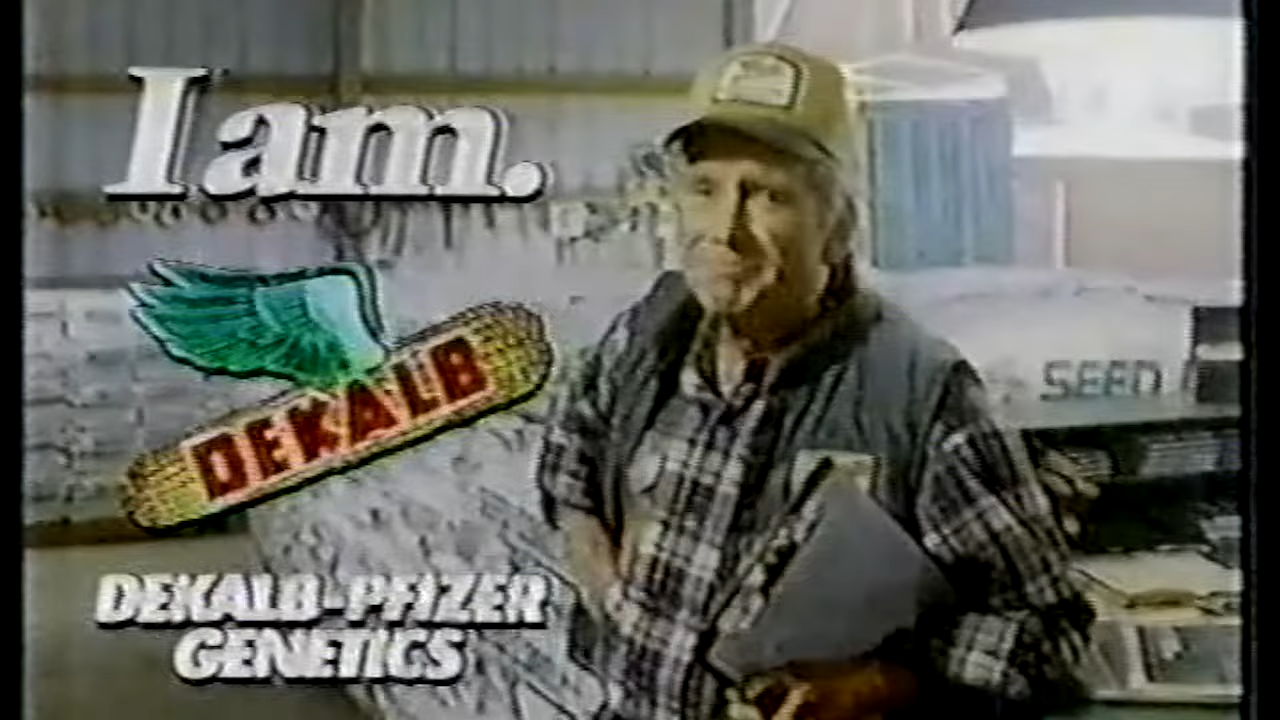 I am.
DEKALB
DEKALB-PFIZER
GENETICS
SEED